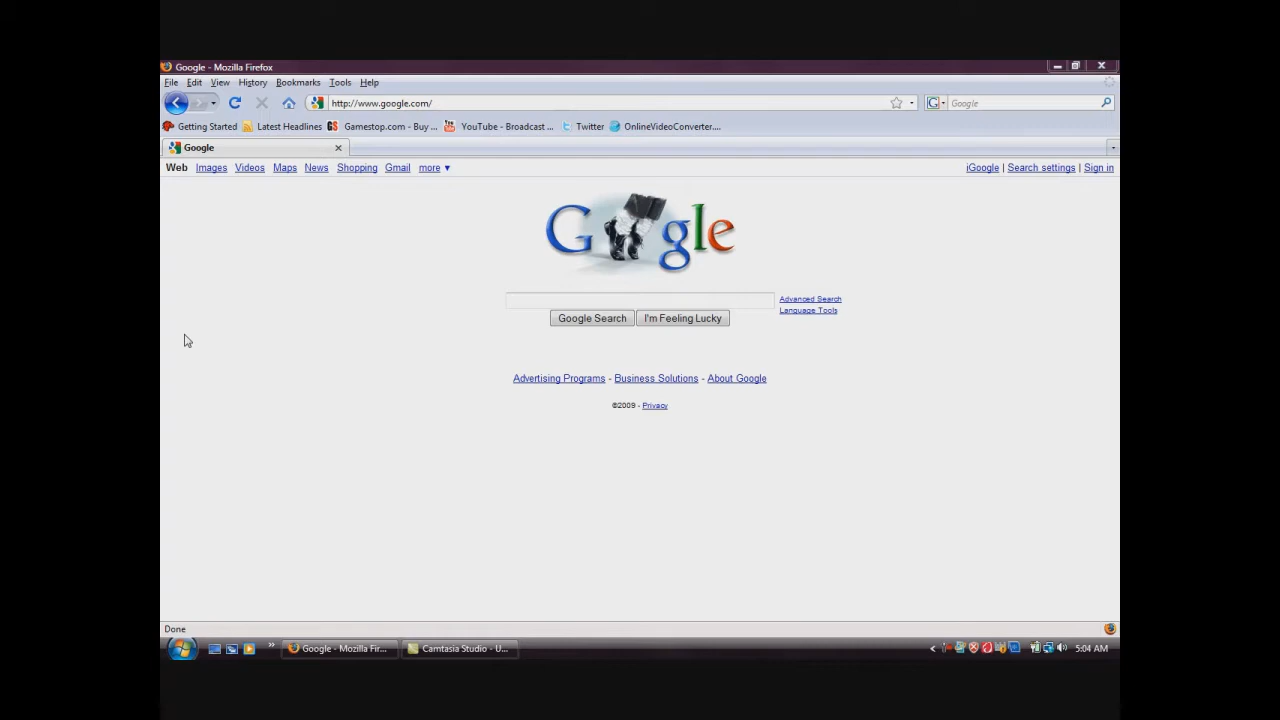 Google - Mozilla Firefox
File Edit View History Bookmarks Tools Help
http://www.google.com/ Google
Getting Started Latest Headlines Gamestop.com - Buy ... YouTube - Broadcast ... Twitter OnlineVideoConverter....
Google
Web Images Videos Maps News Shopping Gmail more ▼ iGoogle | Search settings | Sign in
Google
Advanced Search
Language Tools
Google Search I'm Feeling Lucky
Advertising Programs - Business Solutions - About Google
©2009 - Privacy
Done
Google - Mozilla Fir... Camtasia Studio - U... 5:04 AM